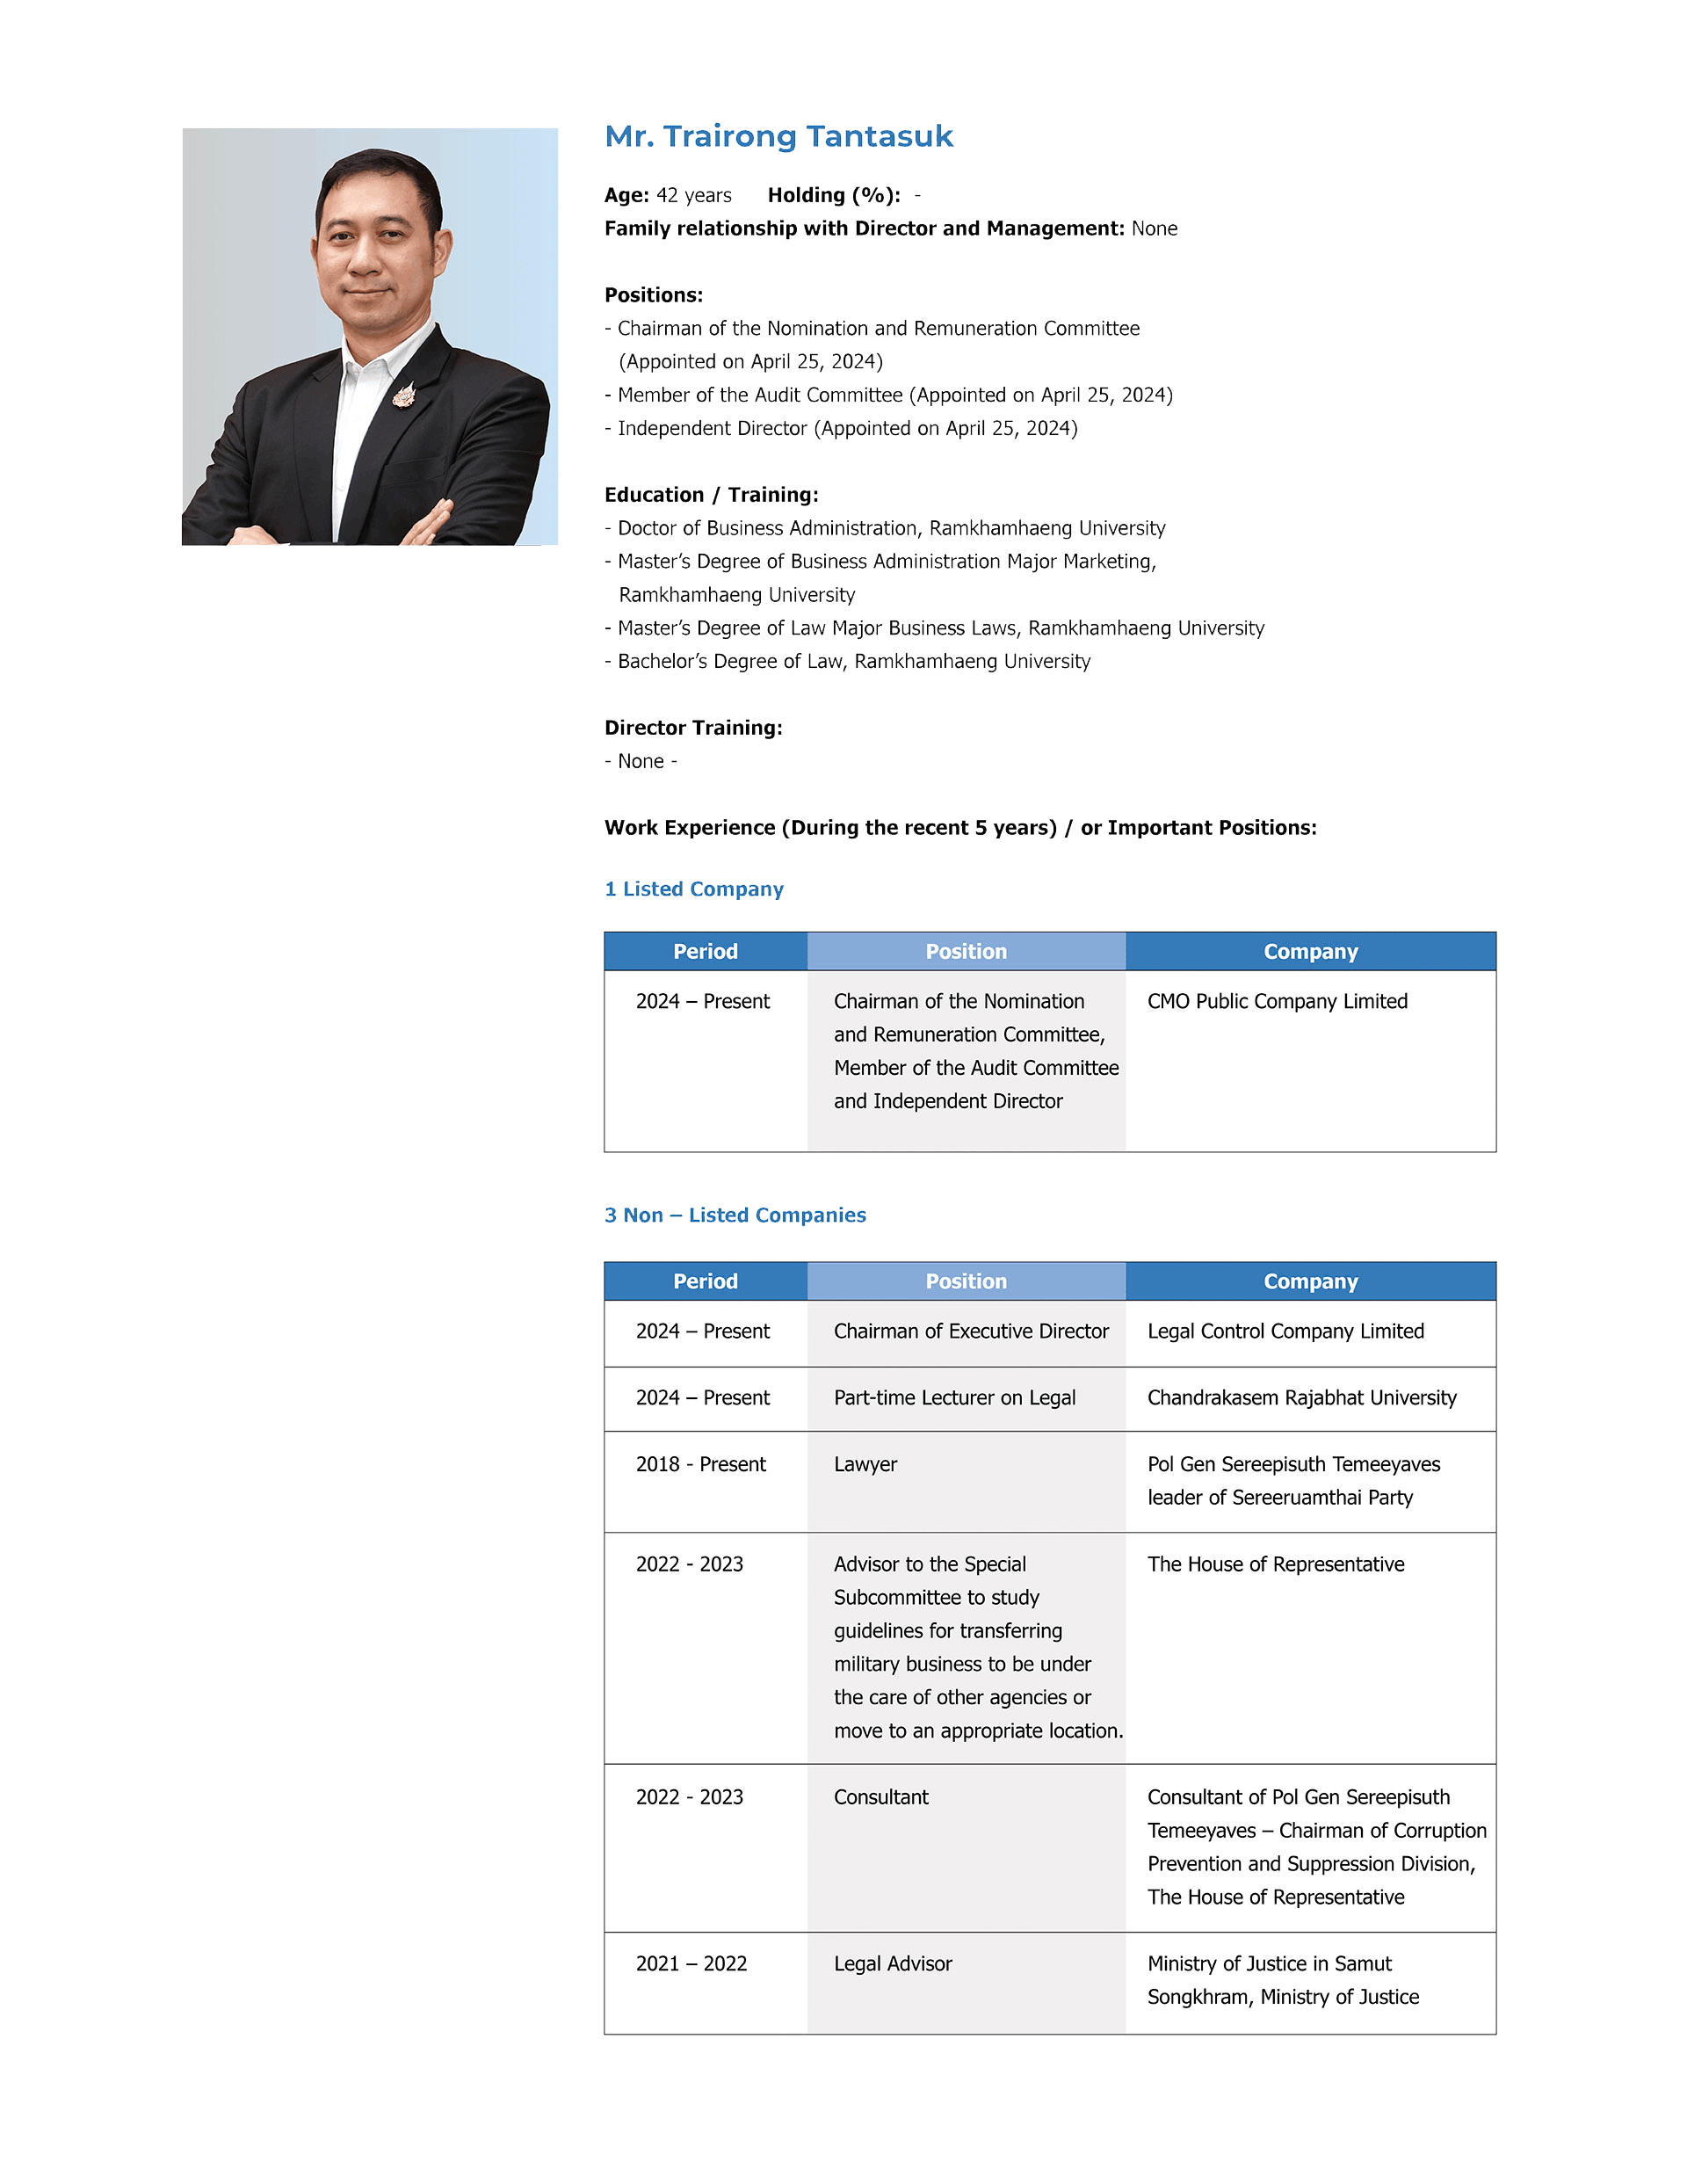 Mr. Trairong Tantasuk
Age: 42 years Holding (%): -
Family relationship with Director and Management: None
Positions:
- Chairman of the Nomination and Remuneration Committee
(Appointed on April 25, 2024)
- Member of the Audit Committee (Appointed on April 25, 2024)
- Independent Director (Appointed on April 25, 2024)
Education / Training:
- Doctor of Business Administration, Ramkhamhaeng University
- Master’s Degree of Business Administration Major Marketing,
Ramkhamhaeng University
- Master’s Degree of Law Major Business Laws, Ramkhamhaeng University
- Bachelor’s Degree of Law, Ramkhamhaeng University
Director Training:
- None -
Work Experience (During the recent 5 years) / or Important Positions:
1 Listed Company
Period Position Company
2024 – Present Chairman of the Nomination CMO Public Company Limited
and Remuneration Committee,
Member of the Audit Committee
and Independent Director
3 Non – Listed Companies
Period Position Company
2024 – Present Chairman of Executive Director Legal Control Company Limited
2024 – Present Part-time Lecturer on Legal Chandrakasem Rajabhat University
2018 - Present Lawyer Pol Gen Sereepisuth Temeeyaves
leader of Sereeruamthai Party
2022 - 2023 Advisor to the Special The House of Representative
Subcommittee to study
guidelines for transferring
military business to be under
the care of other agencies or
move to an appropriate location.
2022 - 2023 Consultant Consultant of Pol Gen Sereepisuth
Temeeyaves – Chairman of Corruption
Prevention and Suppression Division,
The House of Representative
2021 – 2022 Legal Advisor Ministry of Justice in Samut
Songkhram, Ministry of Justice